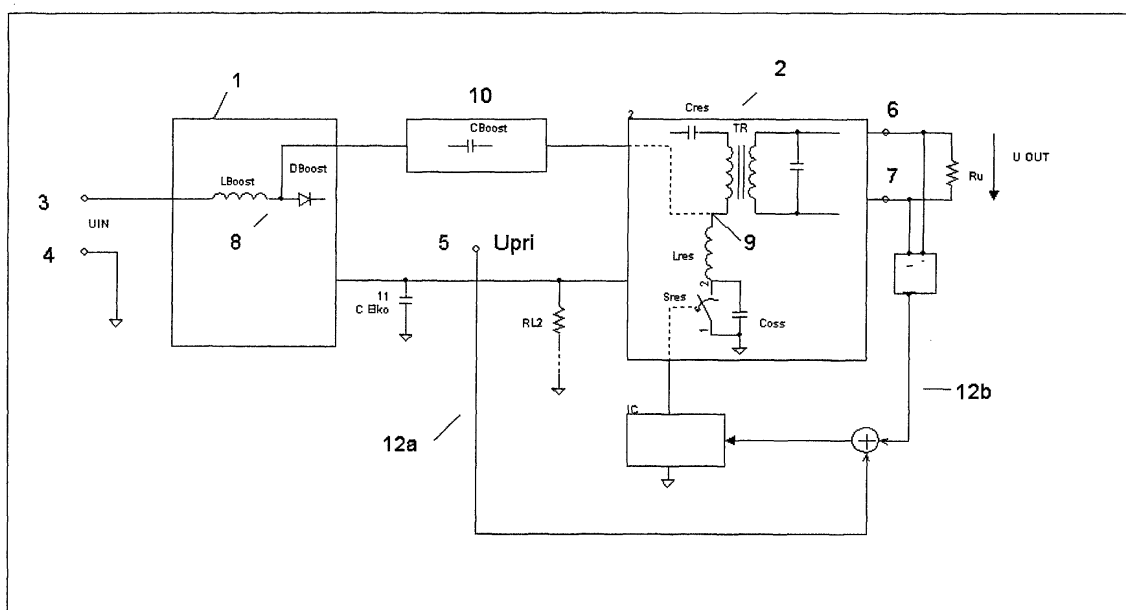 1
10
2
2
Cres
TR
6
CBoost
DBoost
LBoost
U OUT
Ru
7
3
UIN
8
9
4
5
Upri
Lres
2
11
C Elko
Sres
RL2
1
Coss
12b
IC
12a